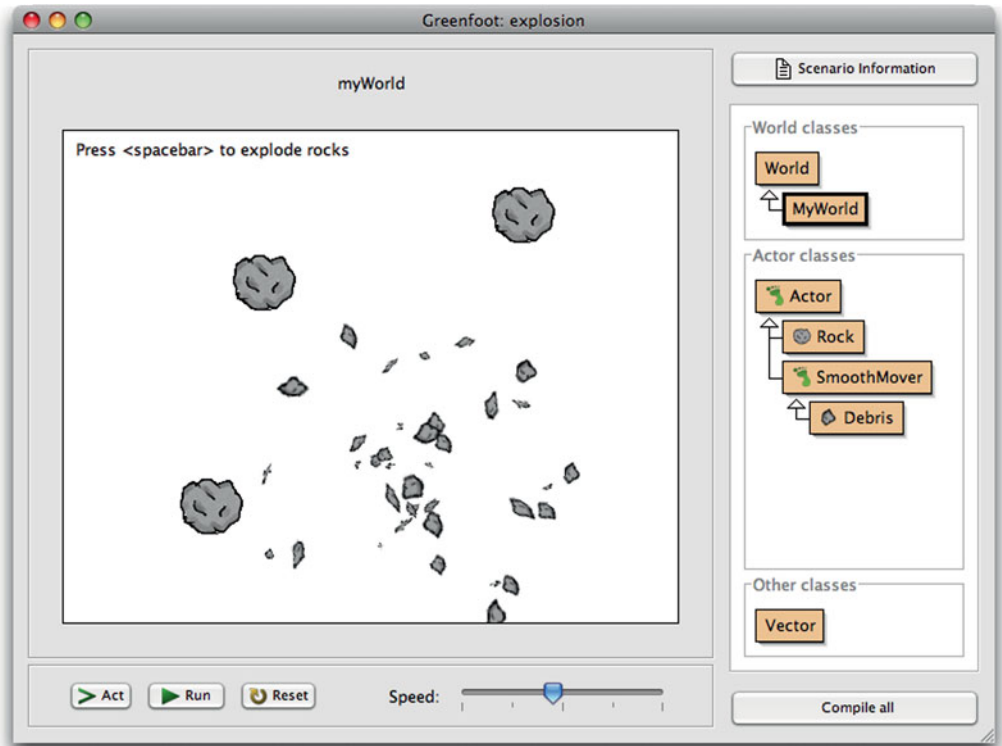 Greenfoot: explosion
myWorld
Press <spacebar> to explode rocks
Scenario Information
World classes
World
MyWorld
Actor classes
Actor
Rock
SmoothMover
Debris
Other classes
Vector
Act
Run
Reset
Speed:
Compile all